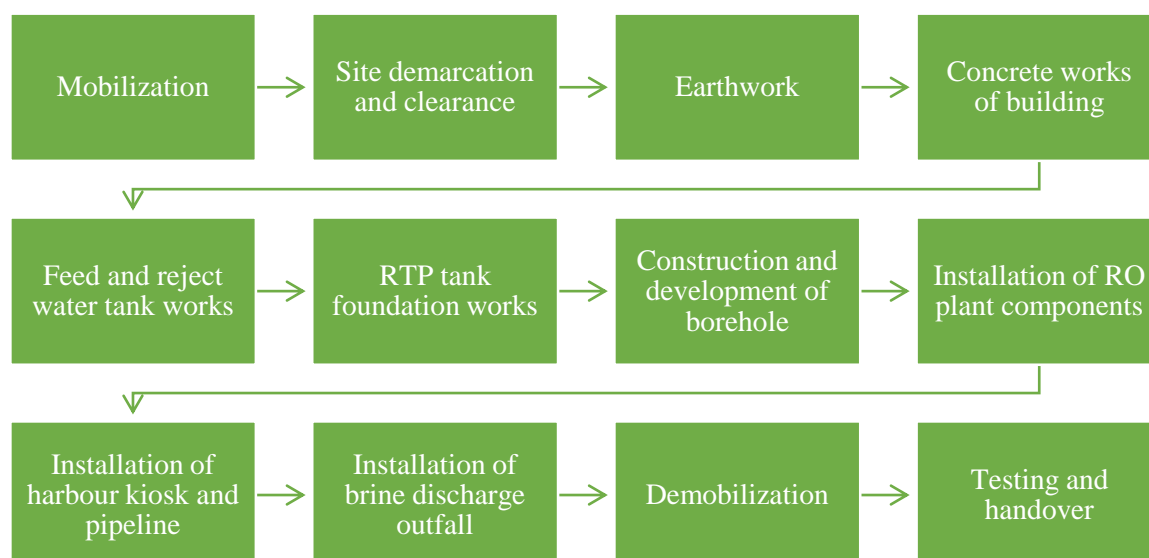 Mobilization
Site demarcation
and clearance
Earthwork
Concrete works
of building
Feed and reject
water tank works
RTP tank
foundation works
Construction and
development of
borehole
Installation of RO
plant components
Installation of
harbour kiosk and
pipeline
Installation of
brine discharge
outfall
Demobilization
Testing and
handover